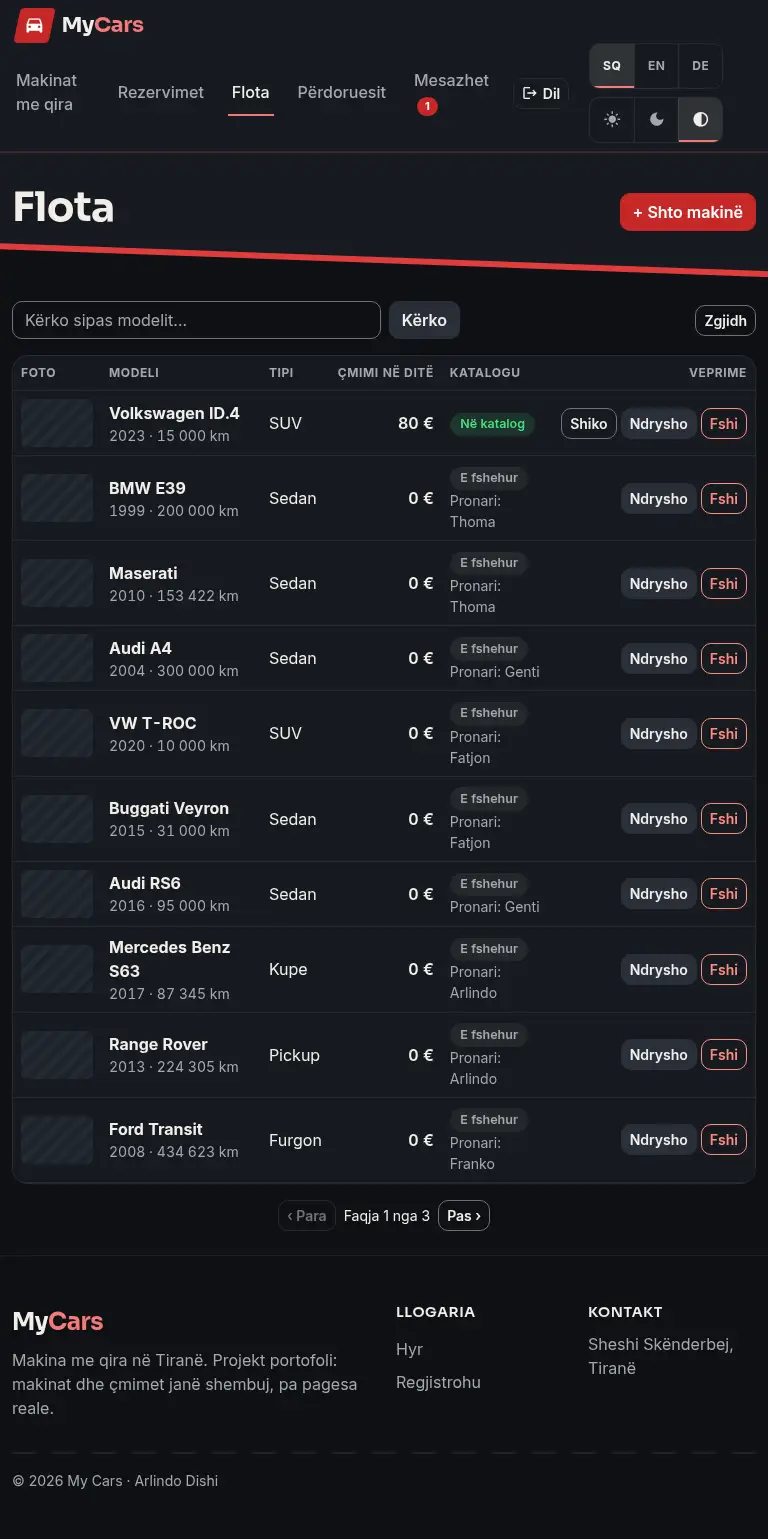 MyCars
Makinat
me qira
Rezervimet
Flota
Përdoruesit
Mesazhet
1
Dil
SQ
EN
DE
Flota
+ Shto makinë
Kërko sipas modelit...
Kërko
Zgjidh
FOTO MODELI TIPI ÇMIMI NË DITË KATALOGU VEPRIME
Volkswagen ID.4
2023 · 15 000 km
SUV
80 €
Në katalog
Shiko
Ndrysho
Fshi
BMW E39
1999 · 200 000 km
Sedan
0 €
E fshehur
Pronari:
Thoma
Ndrysho
Fshi
Maserati
2010 · 153 422 km
Sedan
0 €
E fshehur
Pronari:
Thoma
Ndrysho
Fshi
Audi A4
2004 · 300 000 km
Sedan
0 €
E fshehur
Pronari: Genti
Ndrysho
Fshi
VW T-ROC
2020 · 10 000 km
SUV
0 €
E fshehur
Pronari:
Fatjon
Ndrysho
Fshi
Buggati Veyron
2015 · 31 000 km
Sedan
0 €
E fshehur
Pronari:
Fatjon
Ndrysho
Fshi
Audi RS6
2016 · 95 000 km
Sedan
0 €
E fshehur
Pronari: Genti
Ndrysho
Fshi
Mercedes Benz
S63
2017 · 87 345 km
Kupe
0 €
E fshehur
Pronari:
Arlindo
Ndrysho
Fshi
Range Rover
2013 · 224 305 km
Pickup
0 €
E fshehur
Pronari:
Arlindo
Ndrysho
Fshi
Ford Transit
2008 · 434 623 km
Furgon
0 €
E fshehur
Pronari:
Franko
Ndrysho
Fshi
‹ Para
Faqja 1 nga 3
Pas ›
MyCars
Makina me qira në Tiranë. Projekt portofoli:
makinat dhe çmimet janë shembuj, pa pagesa
reale.
LLOGARIA
Hyr
Regjistrohu
KONTAKT
Sheshi Skënderbej,
Tiranë
© 2026 My Cars · Arlindo Dishi